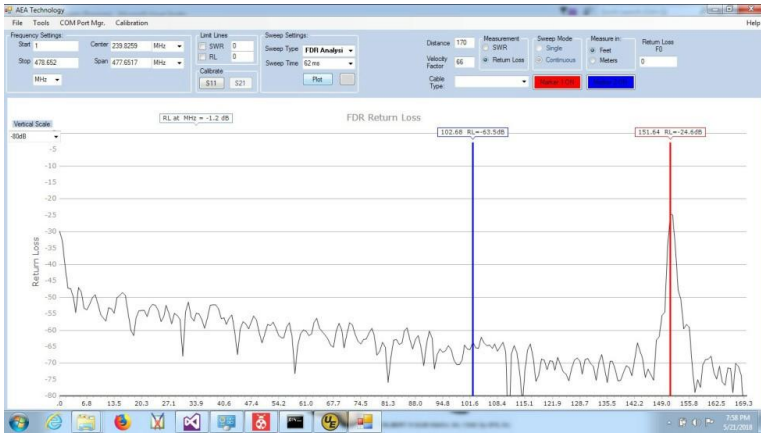 AEA Technology
File Tools COM Port Mgr. Calibration Help
Frequency Settings:
Start 1 Center 239.8259 MHz
Stop 478.652 Span 477.6517 MHz
MHz
Limit Lines
SWR 0
RL 0
Calibrate
S11 S21
Sweep Settings:
Sweep Type FDR Analysi
Sweep Time 62 ms
Plot
Distance 170
Velocity Factor 66
Cable Type:
Measurement
SWR
Return Loss
Sweep Mode
Single
Continuous
Measure in:
Feet
Meters
Return Loss
F0
0
Vertical Scale
-80dB
RL at MHz = -1.2 dB
FDR Return Loss
102.68 RL=-63.5dB
151.64 RL=-24.6dB
Return Loss
-5
-10
-15
-20
-25
-30
-35
-40
-45
-50
-55
-60
-65
-70
-75
-80
.0 6.8 13.5 20.3 27.1 33.9 40.6 47.4 54.2 61.0 67.7 74.5 81.3 88.0 94.8 101.6 108.4 115.1 121.9 128.7 135.5 142.2 149.0 155.8 162.5 169.3
7:58 PM
5/21/2018